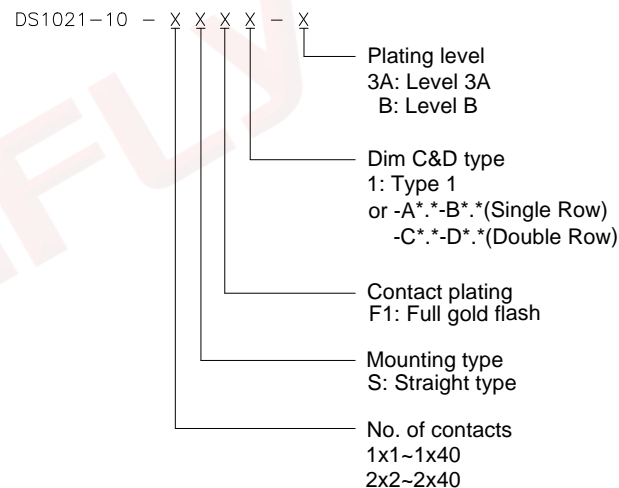 DS1021-10 - X X X X - X
Plating level
3A: Level 3A
B: Level B
Dim C&D type
1: Type 1
or -A*.*-B*.*(Single Row)
-C*.*-D*.*(Double Row)
Contact plating
F1: Full gold flash
Mounting type
S: Straight type
No. of contacts
1x1~1x40
2x2~2x40